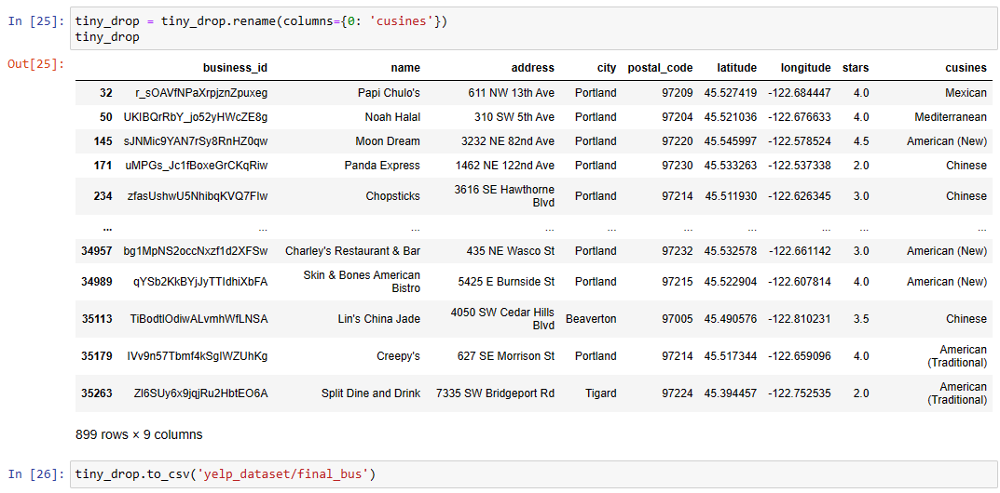 In [25]: tiny_drop = tiny_drop.rename(columns={0: 'cusines'})
tiny_drop
Out[25]:
business_id name address city postal_code latitude longitude stars cusines
32 r_sOAVfNPaXrpjznZpuxeg Papi Chulo's 611 NW 13th Ave Portland 97209 45.527419 -122.684447 4.0 Mexican
50 UKIBQrRbY_jo52yHWcZE8g Noah Halal 310 SW 5th Ave Portland 97204 45.521036 -122.676633 4.0 Mediterranean
145 sJNMic9YAN7rSy8RnHZ0qw Moon Dream 3232 NE 82nd Ave Portland 97220 45.545997 -122.578524 4.5 American (New)
171 uMPGs_Jc1fBoxeGrCKqRiw Panda Express 1462 NE 122nd Ave Portland 97230 45.533263 -122.537338 2.0 Chinese
234 zfasUshwU5NhibqKVQ7Flw Chopsticks 3616 SE Hawthorne Blvd Portland 97214 45.511930 -122.626345 3.0 Chinese
... ... ... ... ... ... ... ... ... ...
34957 bg1MpNS2occNxzf1d2XFSw Charley's Restaurant & Bar 435 NE Wasco St Portland 97232 45.532578 -122.661142 3.0 American (New)
34989 qYSb2KkBYjJyTTIdhiXbFA Skin & Bones American Bistro 5425 E Burnside St Portland 97215 45.522904 -122.607814 4.0 American (New)
35113 TiBodtlOdiwALvmhWfLNSA Lin's China Jade 4050 SW Cedar Hills Blvd Beaverton 97005 45.490576 -122.810231 3.5 Chinese
35179 IVv9n57Tbmf4kSglWZUhKg Creepy's 627 SE Morrison St Portland 97214 45.517344 -122.659096 4.0 American (Traditional)
35263 Zl6SUy6x9jqjRu2HbtEO6A Split Dine and Drink 7335 SW Bridgeport Rd Tigard 97224 45.394457 -122.752535 2.0 American (Traditional)
899 rows × 9 columns
In [26]: tiny_drop.to_csv('yelp_dataset/final_bus')